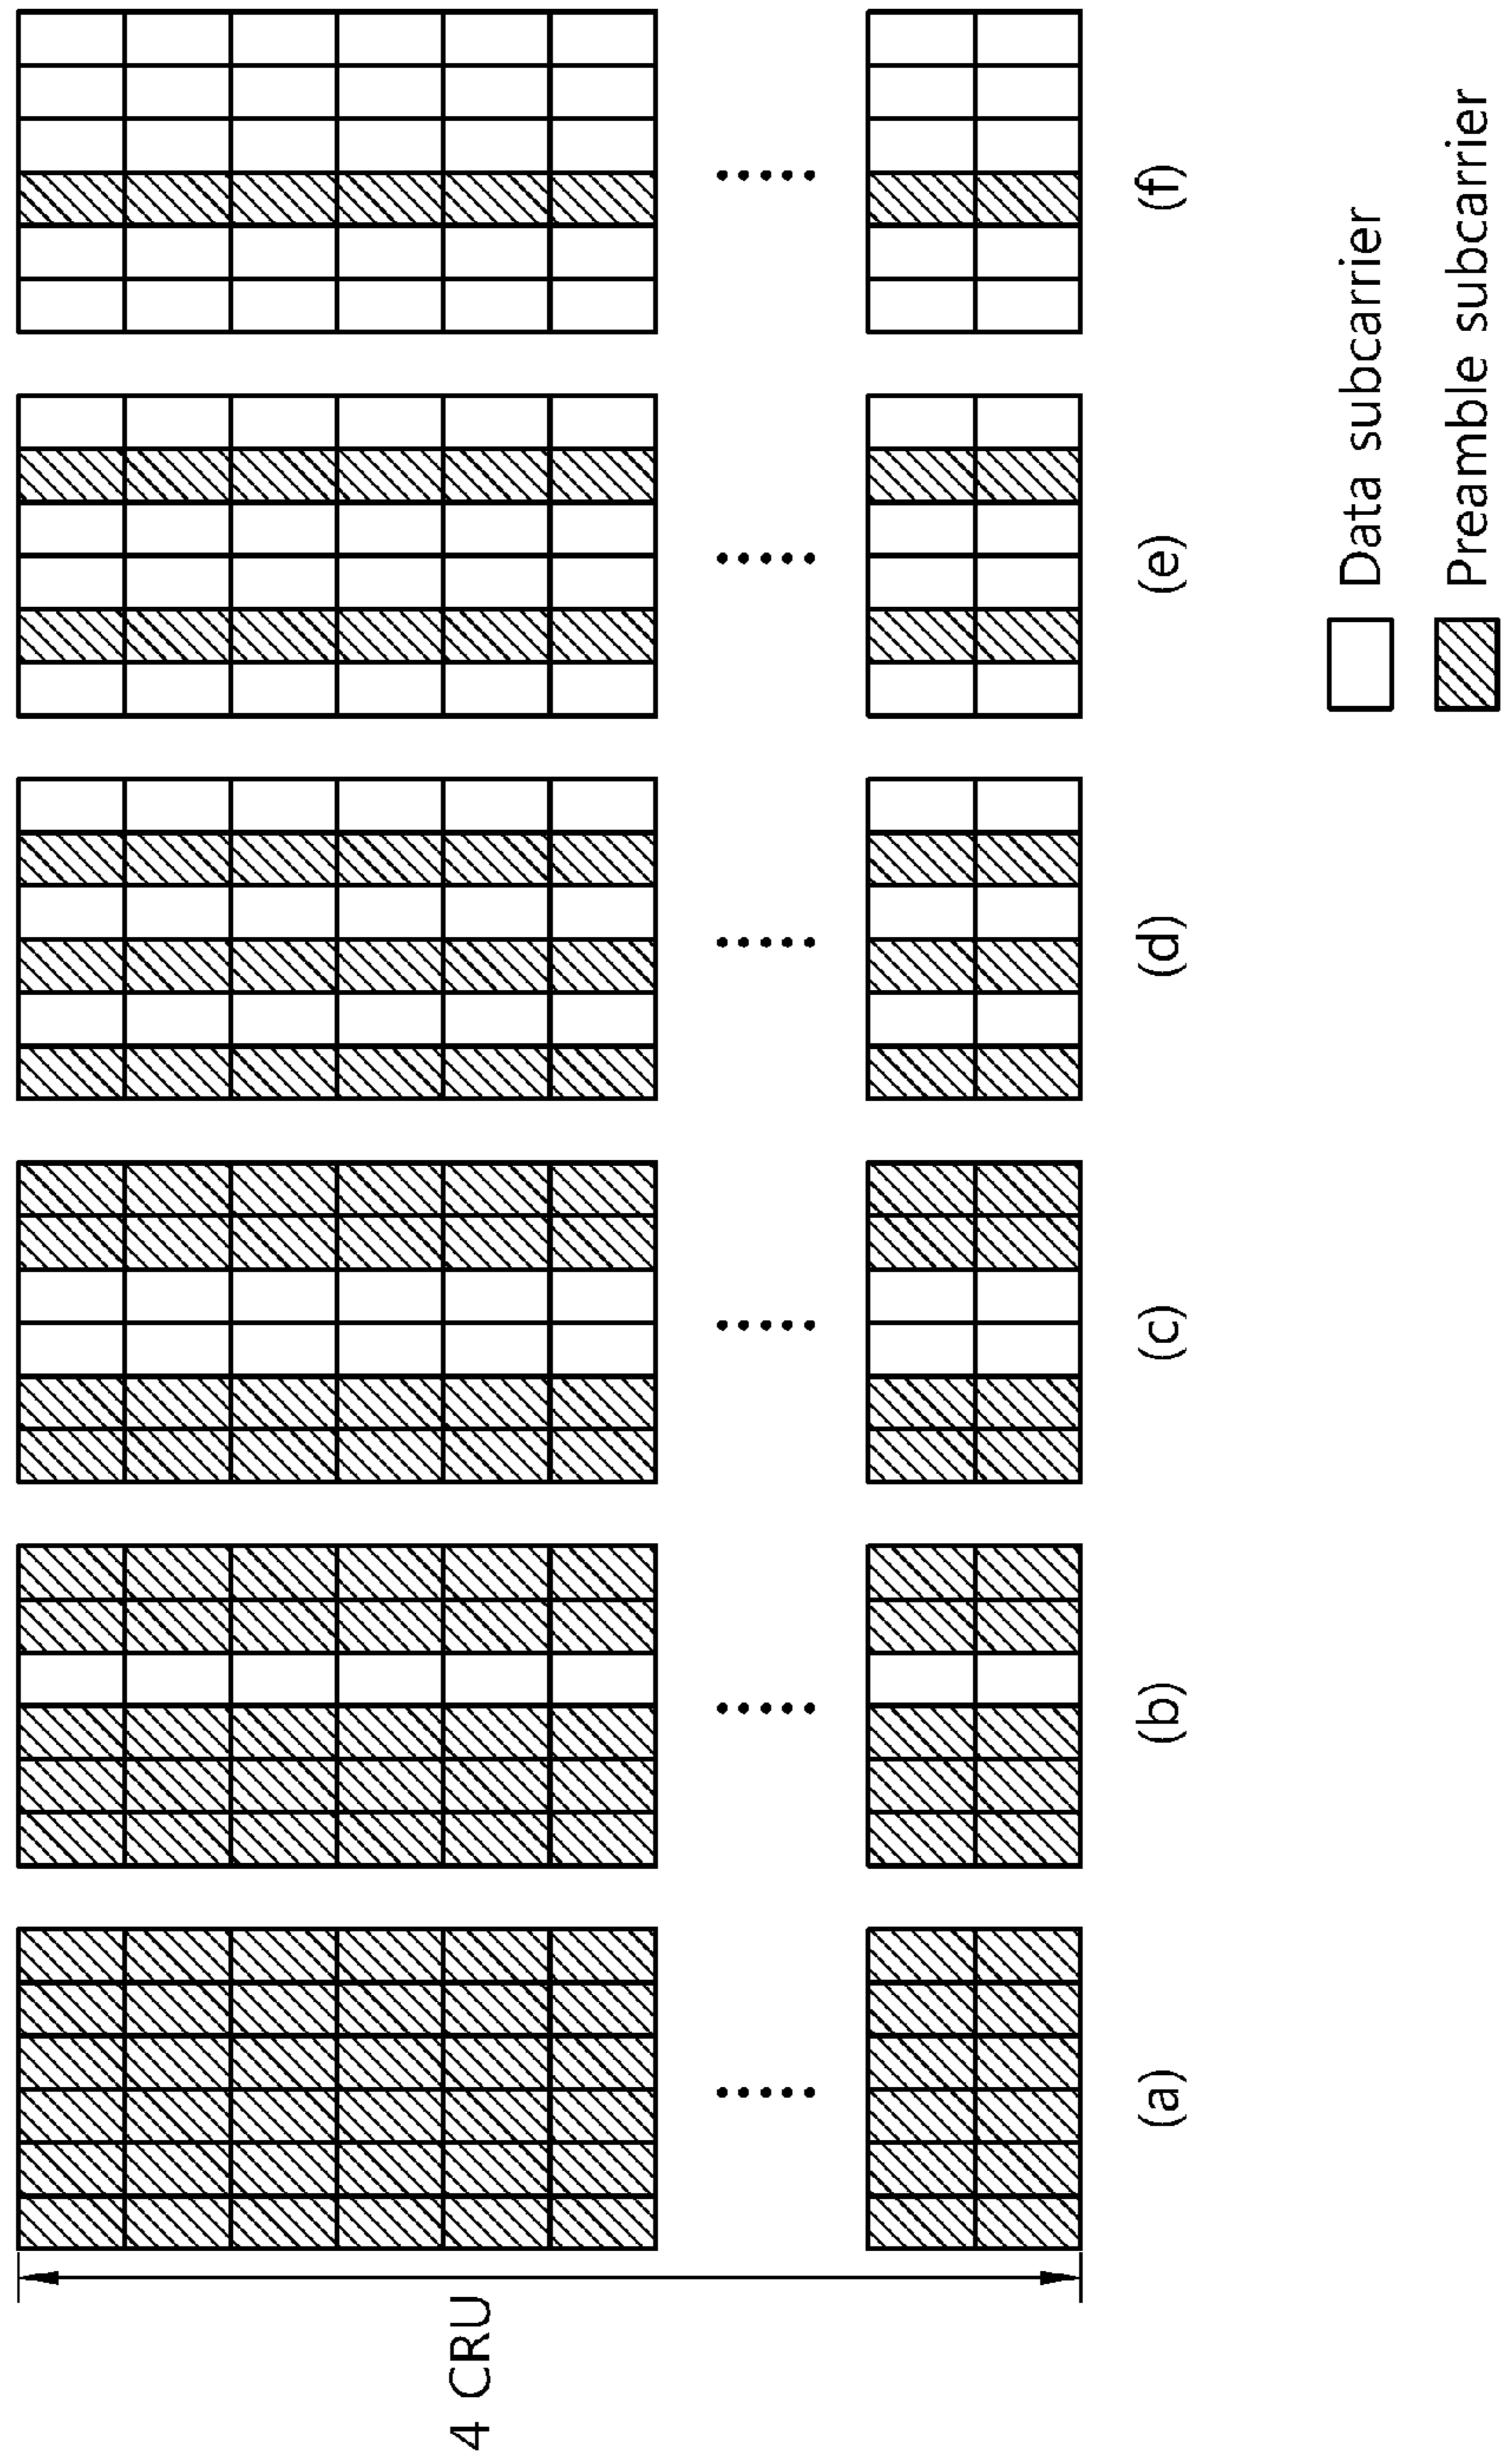 4 CRU
(a)
(b)
(c)
(d)
(e)
(f)
Data subcarrier
Preamble subcarrier